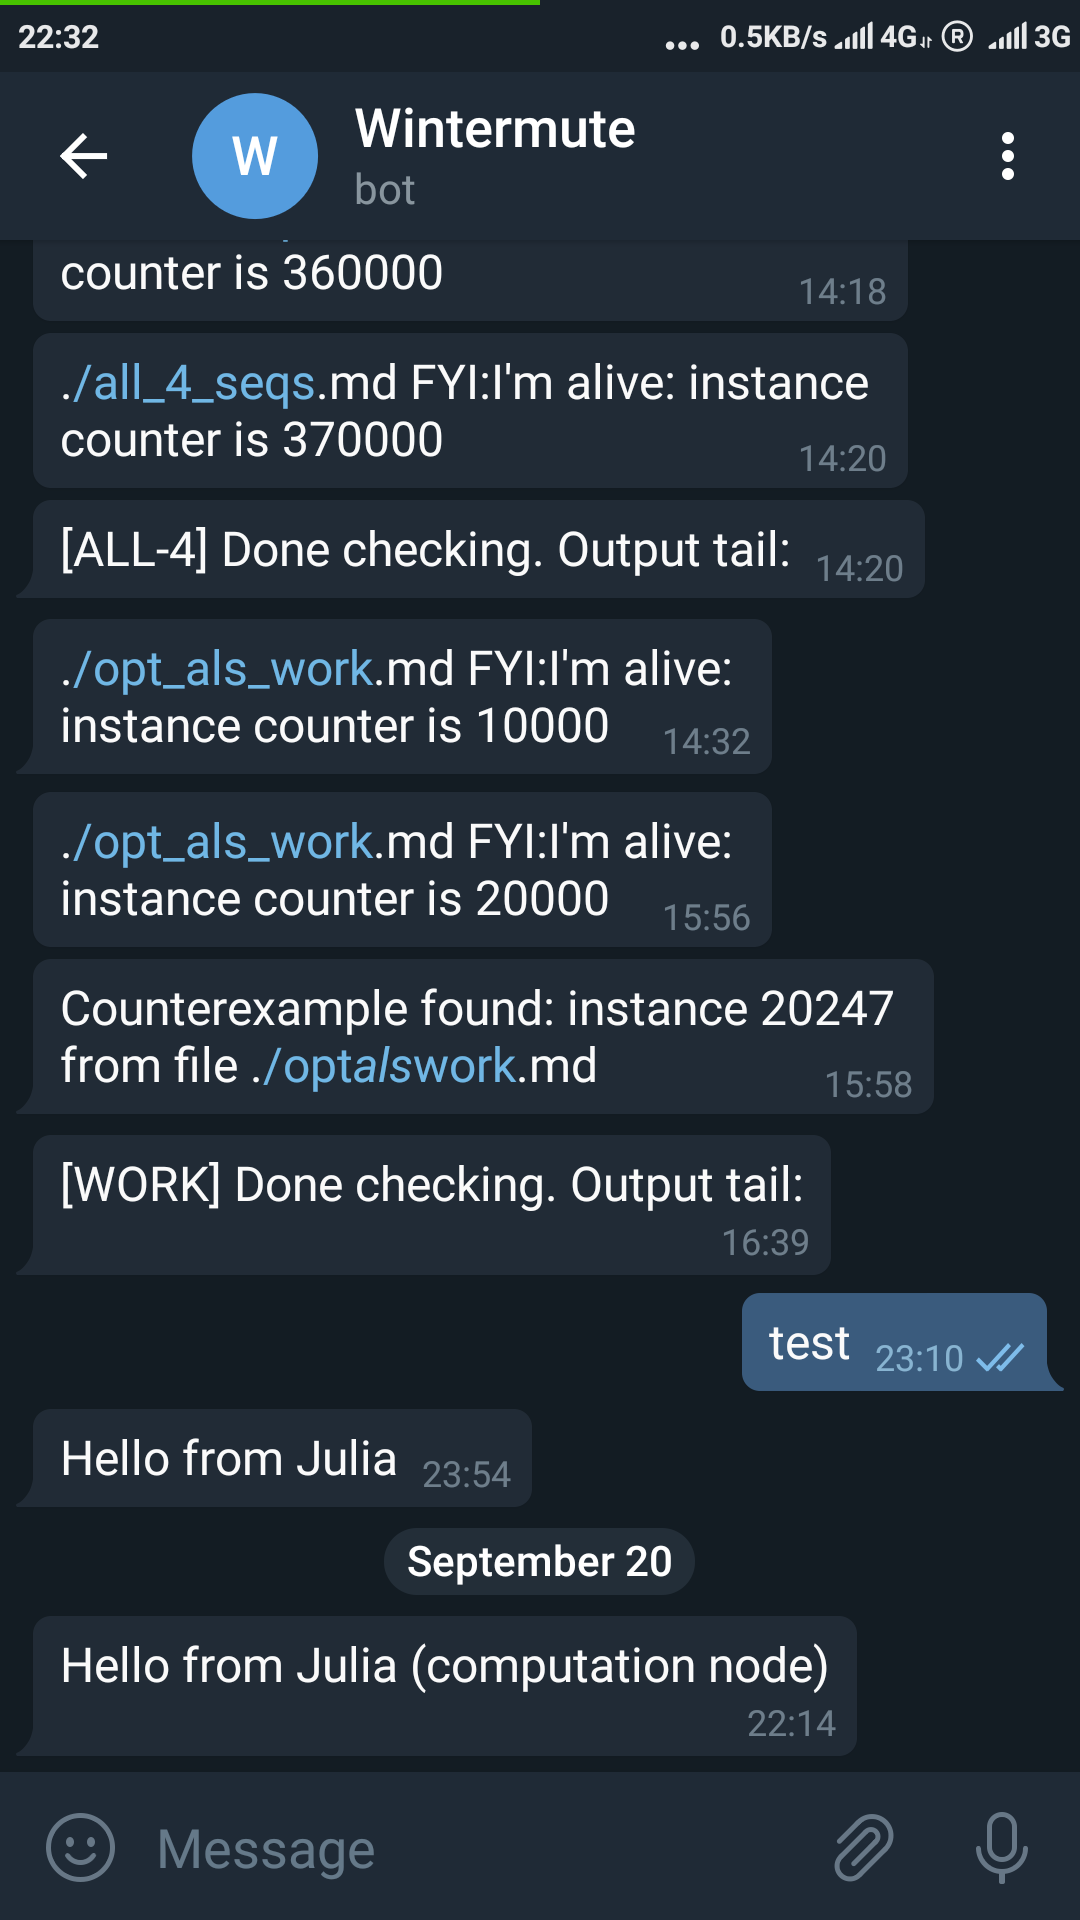 22:32
... 0.5KB/s 4G R 3G
W
Wintermute
bot
counter is 360000
14:18
./all_4_seqs.md FYI:I'm alive: instance
counter is 370000
14:20
[ALL-4] Done checking. Output tail:
14:20
./opt_als_work.md FYI:I'm alive:
instance counter is 10000
14:32
./opt_als_work.md FYI:I'm alive:
instance counter is 20000
15:56
Counterexample found: instance 20247
from file ./optalswork.md
15:58
[WORK] Done checking. Output tail:
16:39
test
23:10
Hello from Julia
23:54
September 20
Hello from Julia (computation node)
22:14
Message